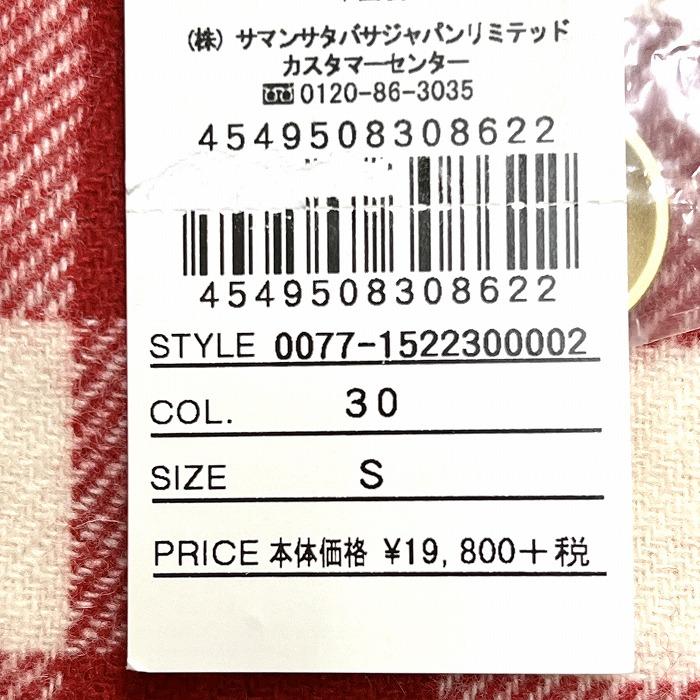 (株) サマンサタバサジャパンリミテッド
カスタマーセンター
0120-86-3035
4549508308622
4549508308622
STYLE 0077-1522300002
COL. 30
SIZE S
PRICE 本体価格 ¥19,800+税